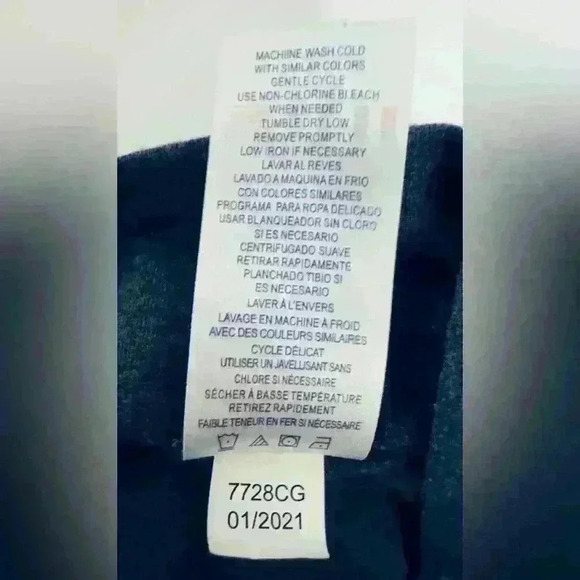 MACHIINE WASH COLD
WITH SIMILAR COLORS
GENTLE CYCLE
USE NON-CHLORINE BLEACH
WHEN NEEDED
TUMBLE DRY LOW
REMOVE PROMPTLY
LOW IRON IF NECESSARY
LAVAR AL REVES
LAVADO A MAQUINA EN FRIO
CON COLORES SIMILARES
PROGRAMA PARA ROPA DELICADO
USAR BLANQUEADOR SIN CLORO
SI ES NECESARIO
CENTRIFUGADO SUAVE
RETIRAR RAPIDAMENTE
PLANCHADO TIBIO SI
ES NECESARIO
LAVER À L'ENVERS
LAVAGE EN MACHINE À FROID
AVEC DES COULEURS SIMILAIRES
CYCLE DÉLICAT
UTILISER UN JAVELLISANT SANS
CHLORE SI NÉCESSAIRE
SÉCHER À BASSE TEMPÉRATURE
RETIREZ RAPIDEMENT
FAIBLE TENEUR EN FER SI NÉCESSAIRE
7728CG
01/2021